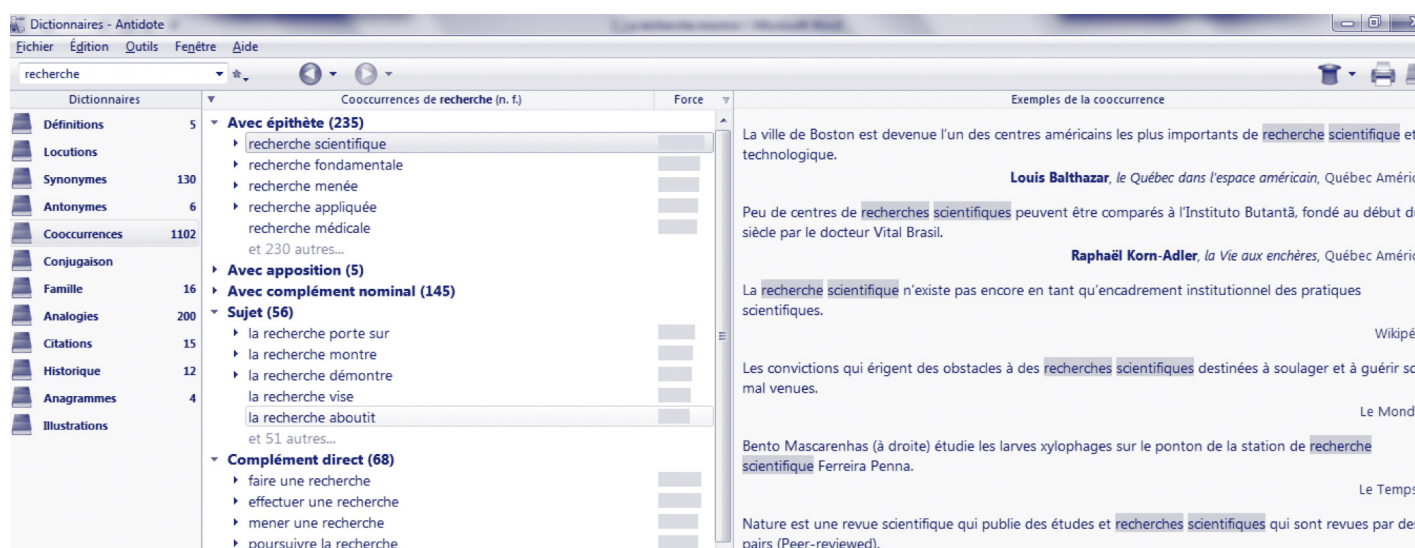 Dictionnaires - Antidote
Fichier Édition Outils Fenêtre Aide
recherche
Dictionnaires
Définitions 5
Locutions
Synonymes 130
Antonymes 6
Cooccurrences 1102
Conjugaison
Famille 16
Analogies 200
Citations 15
Historique 12
Anagrammes 4
Illustrations
Cooccurrences de recherche (n. f.) Force
Avec épithète (235)
recherche scientifique
recherche fondamentale
recherche menée
recherche appliquée
recherche médicale
et 230 autres...
Avec apposition (5)
Avec complément nominal (145)
Sujet (56)
la recherche porte sur
la recherche montre
la recherche démontre
la recherche vise
la recherche aboutit
et 51 autres...
Complément direct (68)
faire une recherche
effectuer une recherche
mener une recherche
poursuivre la recherche
Exemples de la cooccurrence
La ville de Boston est devenue l'un des centres américains les plus importants de recherche scientifique et
technologique.
Louis Balthazar, le Québec dans l'espace américain, Québec Améric
Peu de centres de recherches scientifiques peuvent être comparés à l'Instituto Butantã, fondé au début d
siècle par le docteur Vital Brasil.
Raphaël Korn-Adler, la Vie aux enchères, Québec Améric
La recherche scientifique n'existe pas encore en tant qu'encadrement institutionnel des pratiques
scientifiques.
Wikipé
Les convictions qui érigent des obstacles à des recherches scientifiques destinées à soulager et à guérir so
mal venues.
Le Mond
Bento Mascarenhas (à droite) étudie les larves xylophages sur le ponton de la station de recherche
scientifique Ferreira Penna.
Le Temps
Nature est une revue scientifique qui publie des études et recherches scientifiques qui sont revues par des
pairs (Peer-reviewed).